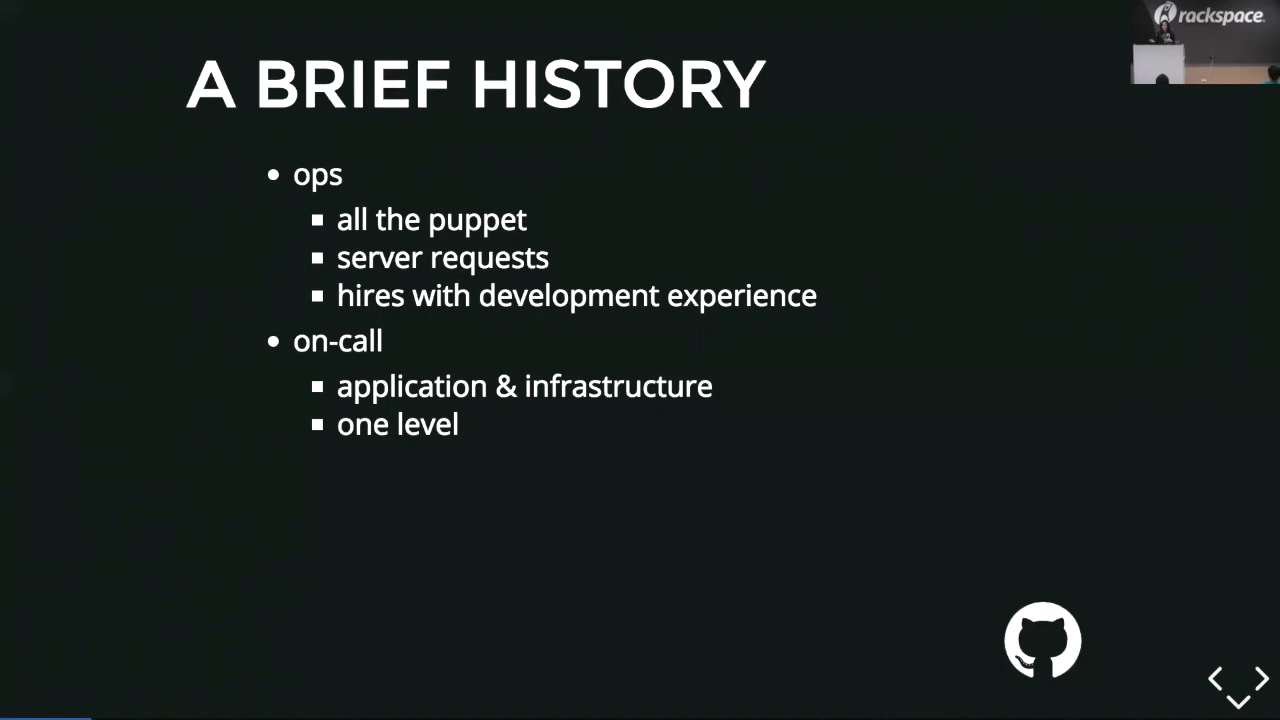 rackspace.
A BRIEF HISTORY
ops
all the puppet
server requests
hires with development experience
on-call
application & infrastructure
one level